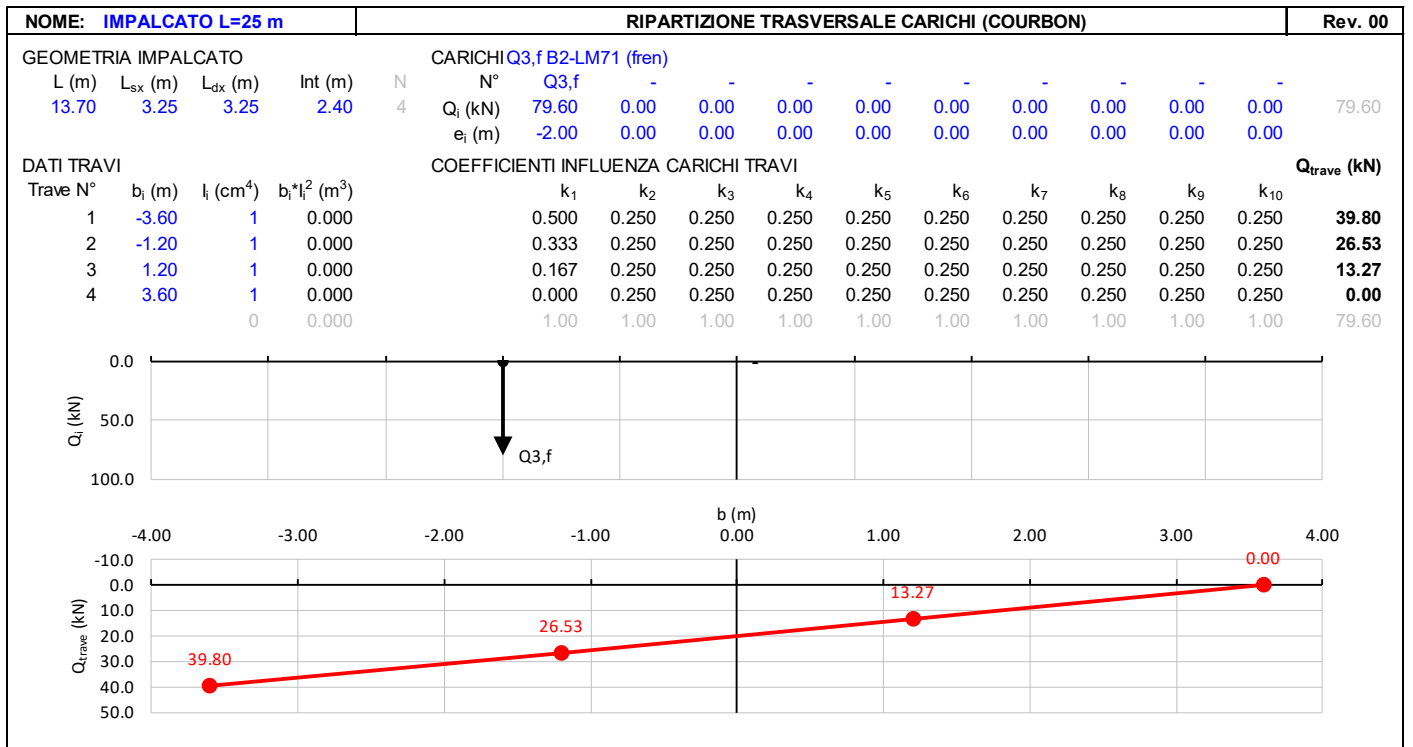 NOME: IMPALCATO L=25 m RIPARTIZIONE TRASVERSALE CARICHI (COURBON) Rev. 00
GEOMETRIA IMPALCATO CARICHI Q3,f B2-LM71 (fren)
L (m) Lsx (m) Ldx (m) Int (m) N N° Q3,f - - - - - - - - -
13.70 3.25 3.25 2.40 4 Qi (kN) 79.60 0.00 0.00 0.00 0.00 0.00 0.00 0.00 0.00 0.00 79.60
ei (m) -2.00 0.00 0.00 0.00 0.00 0.00 0.00 0.00 0.00 0.00
DATI TRAVI COEFFICIENTI INFLUENZA CARICHI TRAVI Qtrave (kN)
Trave N° bi (m) Ii (cm4) bi*Ii2 (m3) k1 k2 k3 k4 k5 k6 k7 k8 k9 k10
1 -3.60 1 0.000 0.500 0.250 0.250 0.250 0.250 0.250 0.250 0.250 0.250 0.250 39.80
2 -1.20 1 0.000 0.333 0.250 0.250 0.250 0.250 0.250 0.250 0.250 0.250 0.250 26.53
3 1.20 1 0.000 0.167 0.250 0.250 0.250 0.250 0.250 0.250 0.250 0.250 0.250 13.27
4 3.60 1 0.000 0.000 0.250 0.250 0.250 0.250 0.250 0.250 0.250 0.250 0.250 0.00
0 0.000 1.00 1.00 1.00 1.00 1.00 1.00 1.00 1.00 1.00 1.00 79.60
0.0
50.0
100.0
Qi (kN)
Q3,f
b (m)
-4.00 -3.00 -2.00 -1.00 0.00 1.00 2.00 3.00 4.00
-10.0
0.0
10.0
20.0
30.0
40.0
50.0
Qtrave (kN)
39.80
26.53
13.27
0.00